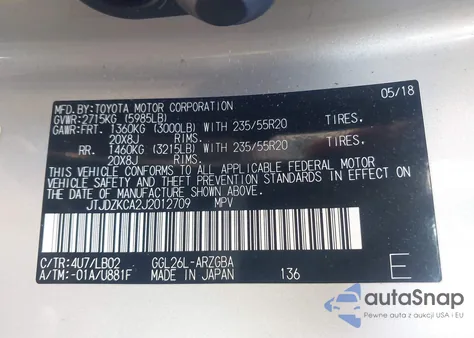 MFD.BY:TOYOTA MOTOR CORPORATION 05/18
GVWR:2715KG (5985LB)
GAWR:FRT. 1360KG (3000LB) WITH 235/55R20 TIRES.
20X8J RIMS.
RR. 1460KG (3215LB) WITH 235/55R20 TIRES.
20X8J RIMS.
THIS VEHICLE CONFORMS TO ALL APPLICABLE FEDERAL MOTOR
VEHICLE SAFETY, BUMPER, AND THEFT PREVENTION STANDARDS IN EFFECT ON
THE DATE OF MANUFACTURE SHOWN ABOVE.
JTJDZKCA2J2012709 MPV
C/TR:4U7/LB02 GGL26L-ARZGBA
A/TM:-01A/U881F MADE IN JAPAN 136 E
autoSnap
Pewne auta z USA i EU